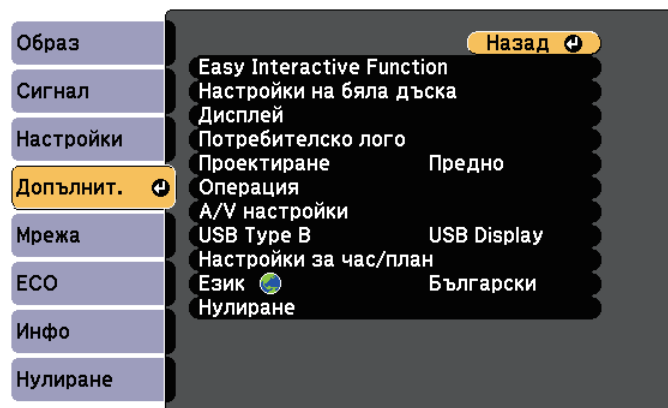 Образ
Сигнал
Настройки
Допълнит.
Мрежа
ECO
Инфо
Нулиране
Назад
Easy Interactive Function
Настройки на бяла дъска
Дисплей
Потребителско лого
Проектиране Предно
Операция
A/V настройки
USB Type B USB Display
Настройки за час/план
Език Български
Нулиране